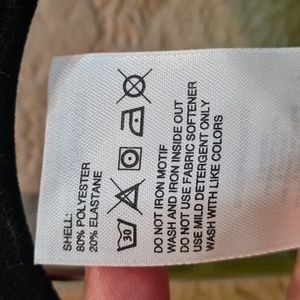 SHELL:
80% POLYESTER
20% ELASTANE
30
DO NOT IRON MOTIF
WASH AND IRON INSIDE OUT
DO NOT USE FABRIC SOFTENER
USE MILD DETERGENT ONLY
WASH WITH LIKE COLORS